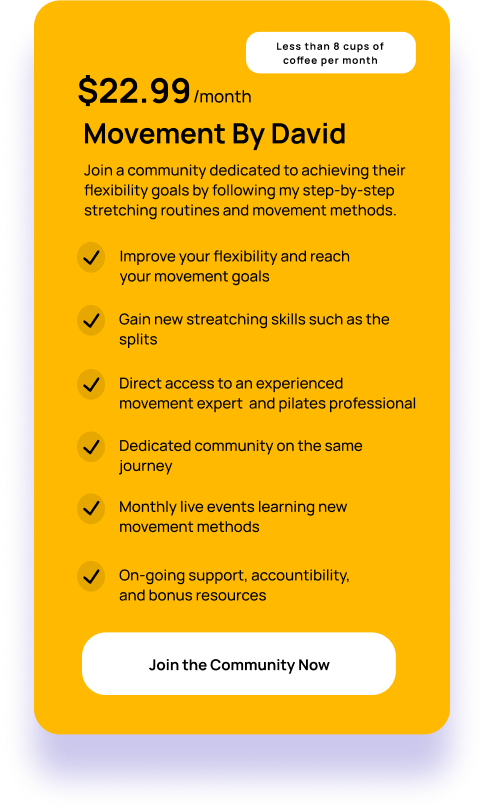 Less than 8 cups of
coffee per month
$22.99/month
Movement By David
Join a community dedicated to achieving their
flexibility goals by following my step-by-step
stretching routines and movement methods.
Improve your flexibility and reach
your movement goals
Gain new streatching skills such as the
splits
Direct access to an experienced
movement expert  and pilates professional
Dedicated community on the same
journey
Monthly live events learning new
movement methods
On-going support, accountibility,
and bonus resources
Join the Community Now